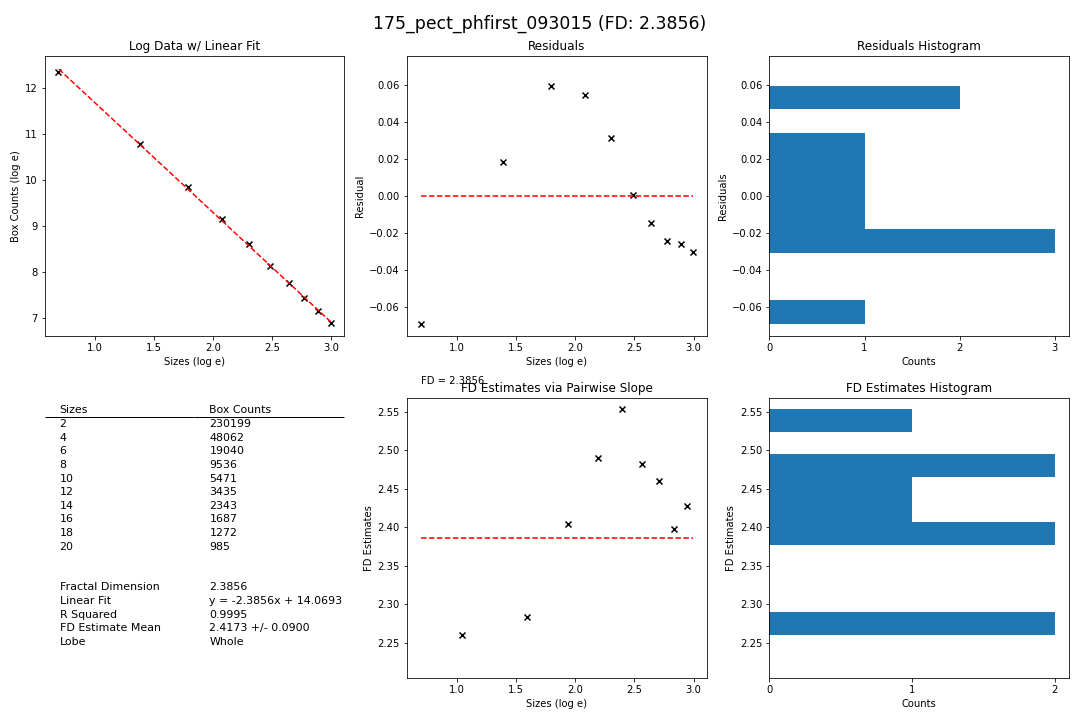 175_pect_phfirst_093015 (FD: 2.3856)
Log Data w/ Linear Fit
Box Counts (log e)
12
11
10
9
8
7
1.0 1.5 2.0 2.5 3.0
Sizes (log e)
Residuals
Residual
0.06
0.04
0.02
0.00
−0.02
−0.04
−0.06
1.0 1.5 2.0 2.5 3.0
Sizes (log e)
Residuals Histogram
Residuals
0.06
0.04
0.02
0.00
−0.02
−0.04
−0.06
0 1 2 3
Counts
Sizes Box Counts
2 230199
4 48062
6 19040
8 9536
10 5471
12 3435
14 2343
16 1687
18 1272
20 985
Fractal Dimension 2.3856
Linear Fit y = -2.3856x + 14.0693
R Squared 0.9995
FD Estimate Mean 2.4173 +/- 0.0900
Lobe Whole
FD = 2.3856
FD Estimates via Pairwise Slope
FD Estimates
2.55
2.50
2.45
2.40
2.35
2.30
2.25
1.0 1.5 2.0 2.5 3.0
Sizes (log e)
FD Estimates Histogram
FD Estimates
2.55
2.50
2.45
2.40
2.35
2.30
2.25
0 1 2
Counts